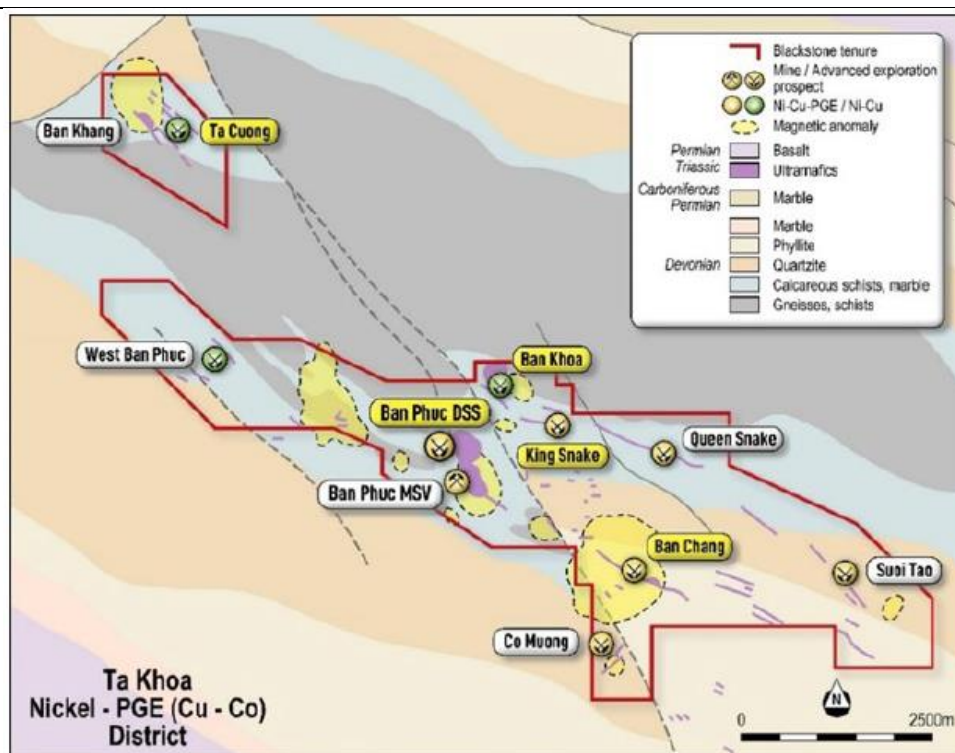 Blackstone tenure
Mine / Advanced exploration
prospect
Ni-Cu-PGE / Ni-Cu
Magnetic anomaly
Permian
Basalt
Triassic
Ultramafics
Carboniferous
Permian
Marble
Marble
Phyllite
Devonian
Quartzite
Calcareous schists, marble
Gneisses, schists
Ban Khang
Ta Cuong
West Ban Phuc
Ban Khoa
Ban Phuc DSS
King Snake
Queen Snake
Ban Phuc MSV
Ban Chang
Suoi Tao
Co Muong
Ta Khoa
Nickel - PGE (Cu - Co)
District
N
0
2500m